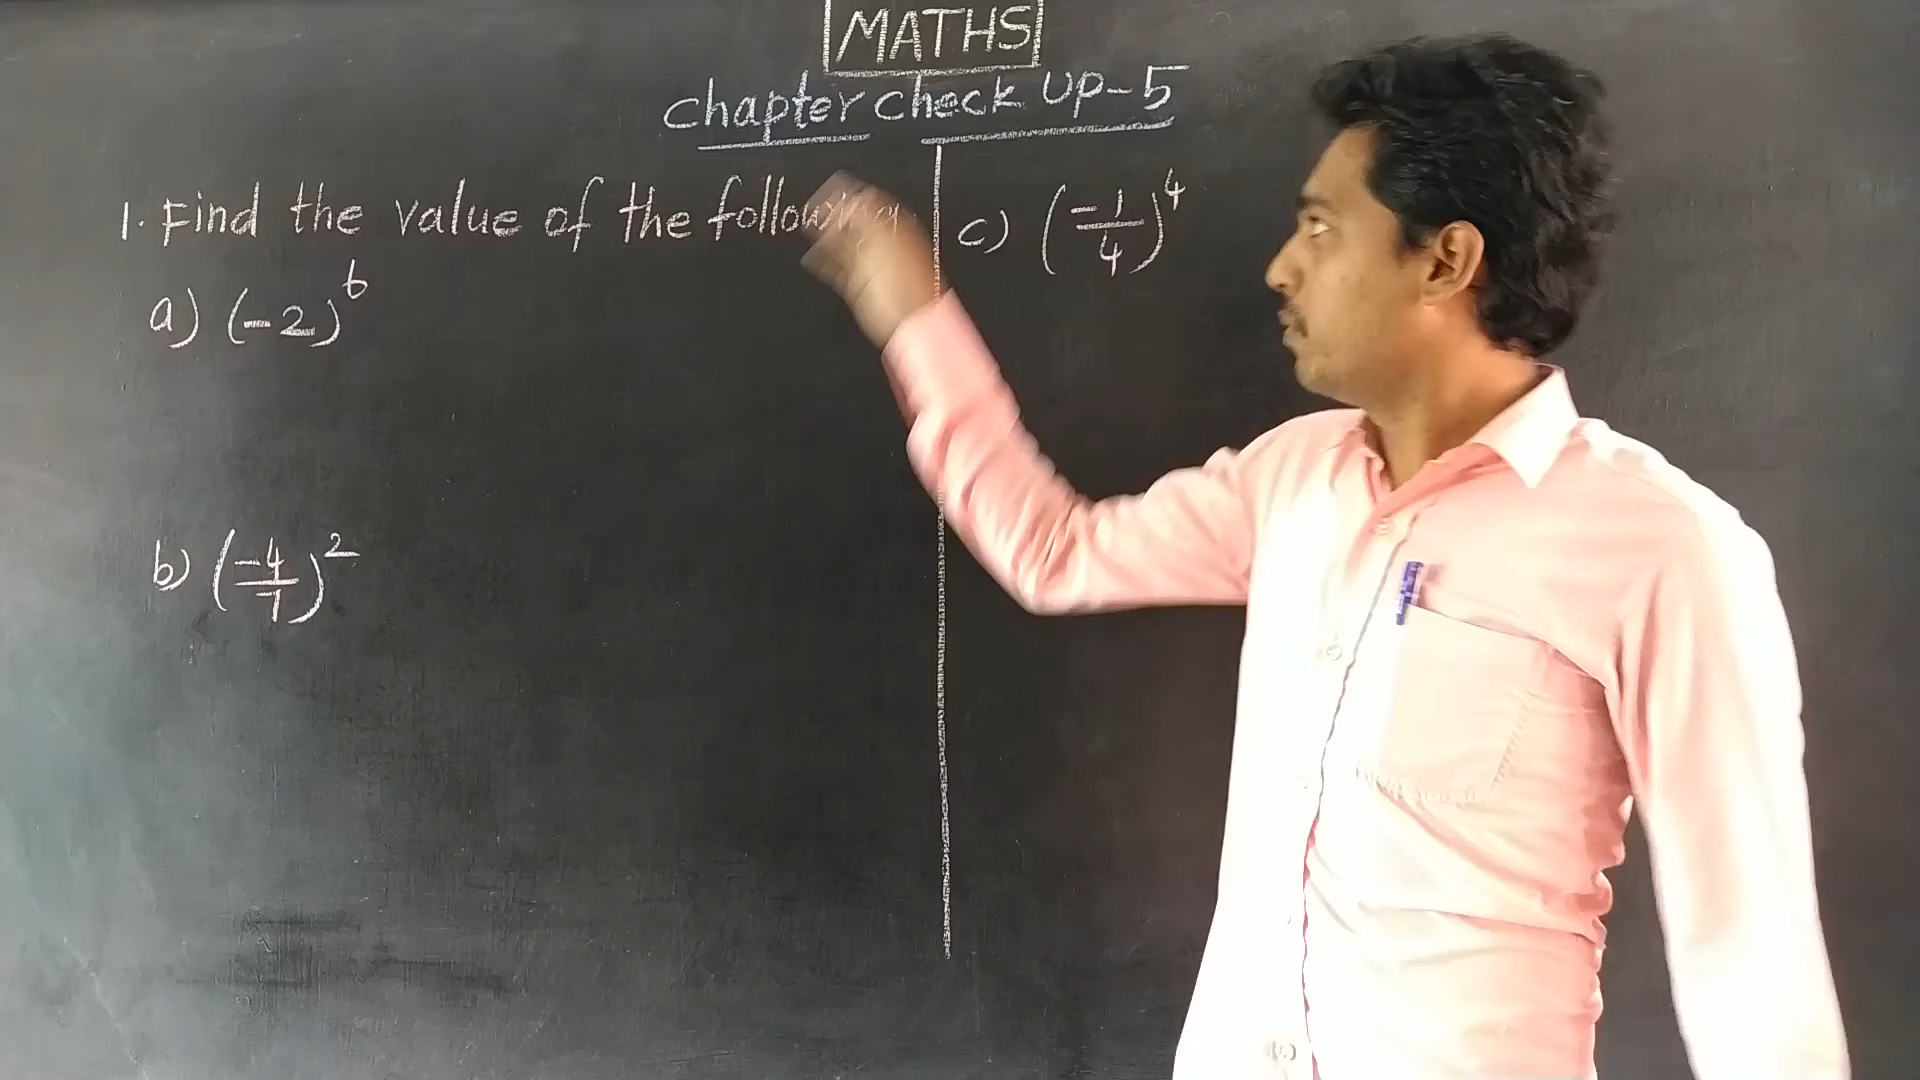 MATHS
Chapter Check UP-5
1. Find the value of the following.
a) (-2)^6
b) (-4/7)^2
c) (-1/4)^4